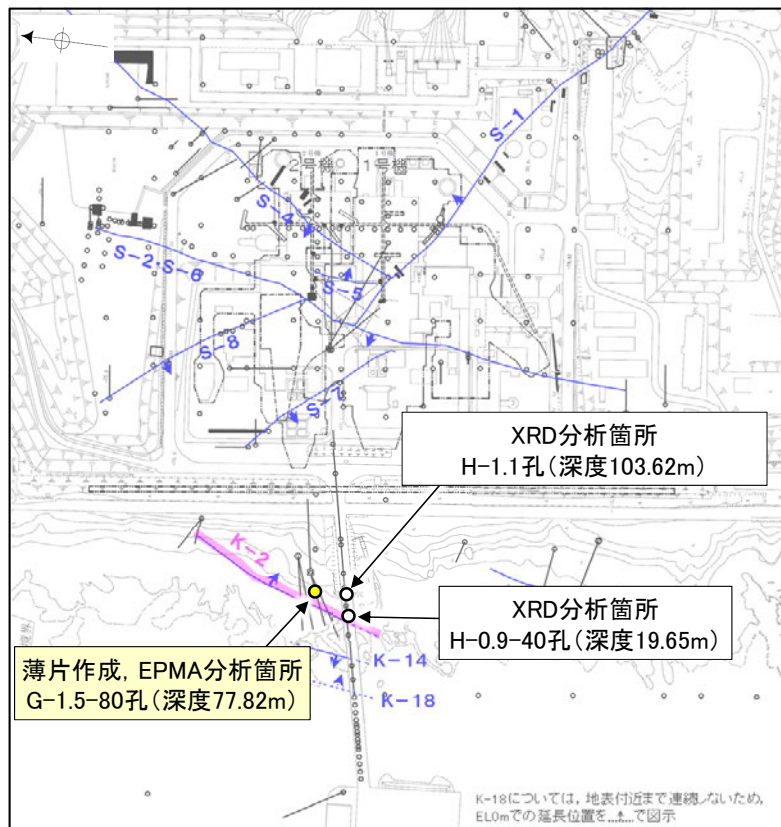 2号機
1号機
S-1
S-4
S-2・S-6
S-5
S-8
S-7
XRD分析箇所
H-1.1孔(深度103.62m)
K-2
XRD分析箇所
H-0.9-40孔(深度19.65m)
薄片作成, EPMA分析箇所
G-1.5-80孔(深度77.82m)
K-14
K-18
K-18については, 地表付近まで連続しないため,
EL0mでの延長位置を
で図示